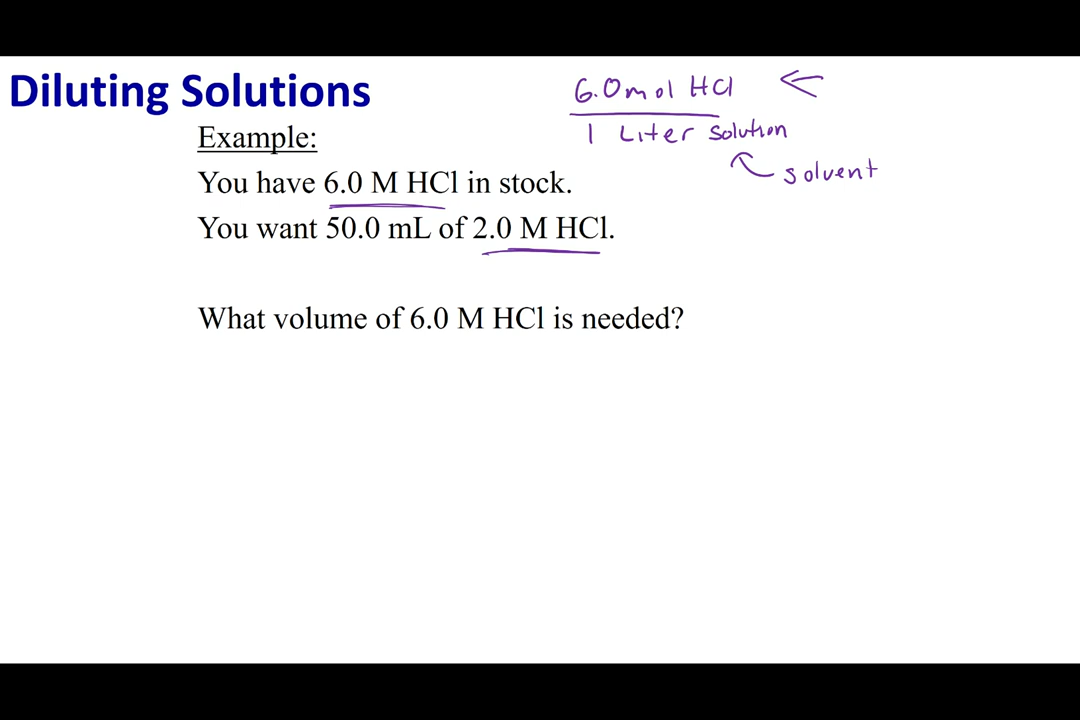 Diluting Solutions
6.0 mol HCl
1 Liter solution
solvent
Example:
You have 6.0 M HCl in stock.
You want 50.0 mL of 2.0 M HCl.
What volume of 6.0 M HCl is needed?